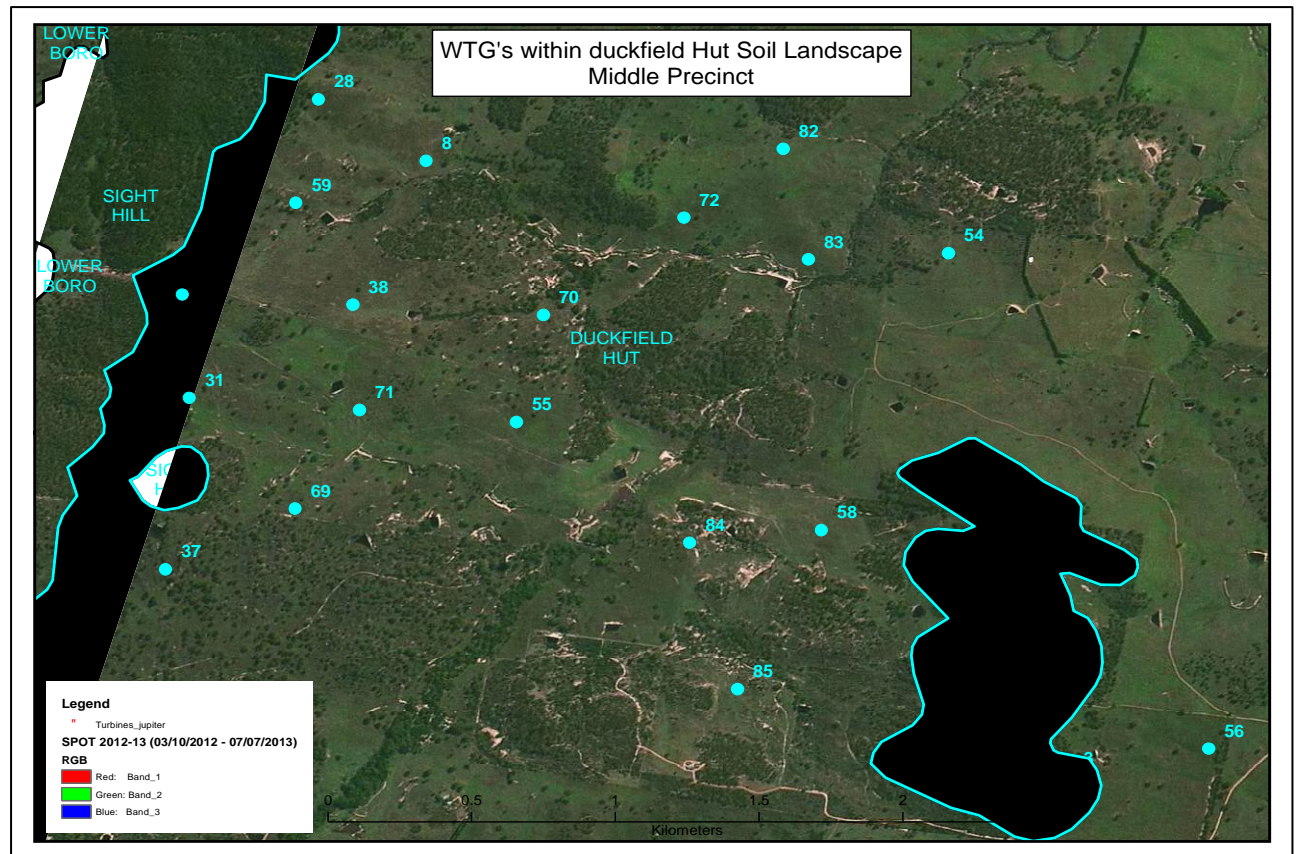 LOWER
BORO
WTG's within duckfield Hut Soil Landscape
Middle Precinct
28
8
82
59
SIGHT
HILL
72
83
54
LOWER
BORO
38
70
DUCKFIELD
HUT
31
71
55
69
84
58
37
85
56
Legend
" Turbines_jupiter
SPOT 2012-13 (03/10/2012 - 07/07/2013)
RGB
Red: Band_1
Green: Band_2
Blue: Band_3
0 0.5 1 1.5 2
Kilometers